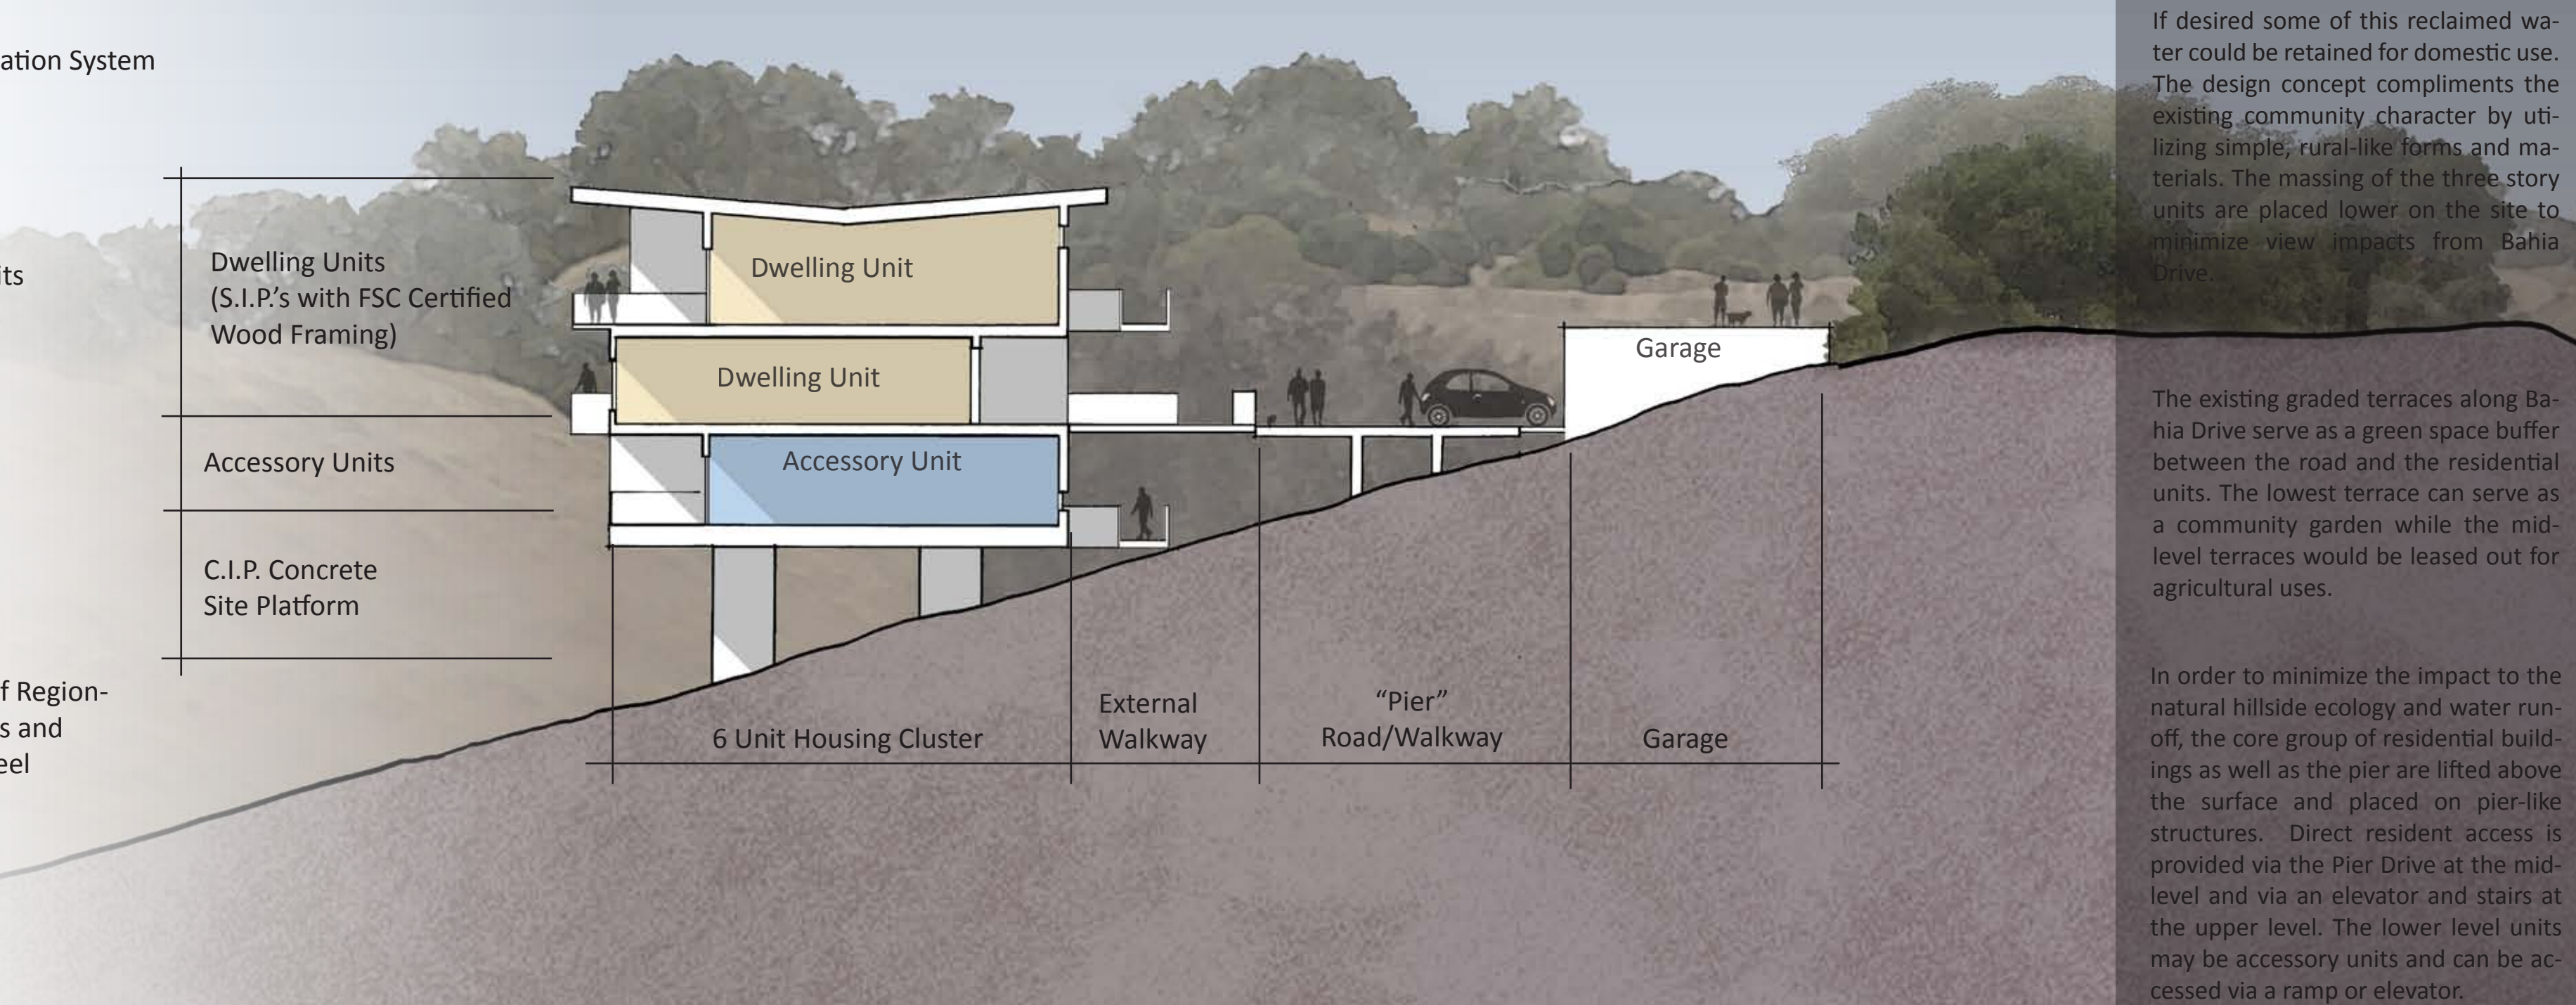 ation System
its
f Region-
s and
eel
Dwelling Units
(S.I.P.'s with FSC Certified
Wood Framing)
Accessory Units
C.I.P. Concrete
Site Platform
Dwelling Unit
Dwelling Unit
Accessory Unit
Garage
6 Unit Housing Cluster
External
Walkway
“Pier”
Road/Walkway
Garage
If desired some of this reclaimed wa-
ter could be retained for domestic use.
The design concept compliments the
existing community character by uti-
lizing simple, rural-like forms and ma-
terials. The massing of the three story
units are placed lower on the site to
minimize view impacts from Bahia
Drive.
The existing graded terraces along Ba-
hia Drive serve as a green space buffer
between the road and the residential
units. The lowest terrace can serve as
a community garden while the mid-
level terraces would be leased out for
agricultural uses.
In order to minimize the impact to the
natural hillside ecology and water run-
off, the core group of residential build-
ings as well as the pier are lifted above
the surface and placed on pier-like
structures. Direct resident access is
provided via the Pier Drive at the mid-
level and via an elevator and stairs at
the upper level. The lower level units
may be accessory units and can be ac-
cessed via a ramp or elevator.